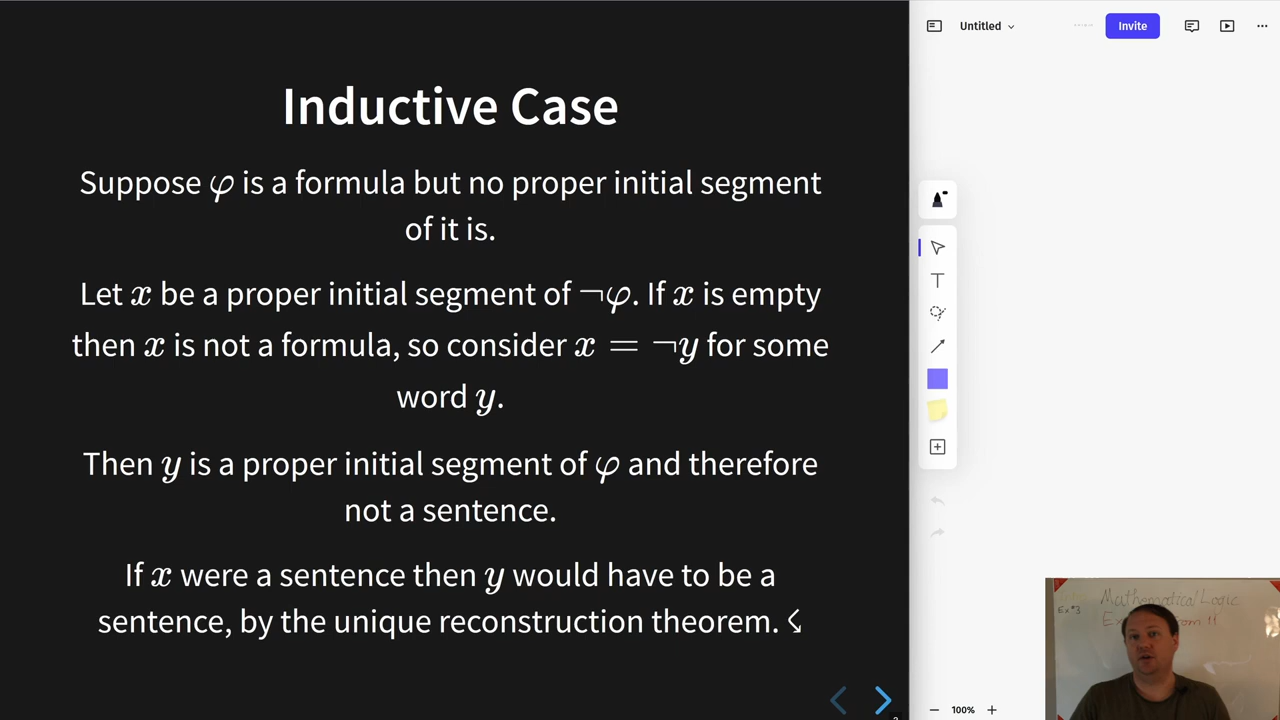 Inductive Case
Suppose φ is a formula but no proper initial segment
of it is.
Let x be a proper initial segment of ¬φ. If x is empty
then x is not a formula, so consider x = ¬y for some
word y.
Then y is a proper initial segment of φ and therefore
not a sentence.
If x were a sentence then y would have to be a
sentence, by the unique reconstruction theorem. ☇
Untitled
Invite
T
100%
Mathematical Logic
Ex #3